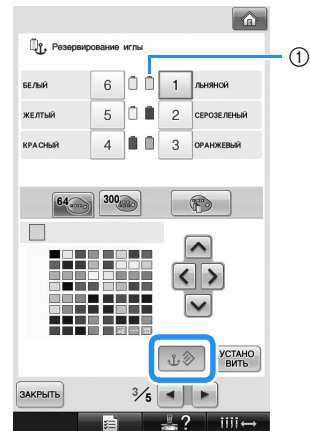 Резервирование иглы
1
БЕЛЫЙ 6 1 ЛЬНЯНОЙ
ЖЕЛТЫЙ 5 2 СЕРОЗЕЛЕНЫЙ
КРАСНЫЙ 4 3 ОРАНЖЕВЫЙ
64 300
УСТАНО
ВИТЬ
ЗАКРЫТЬ 3/5
?